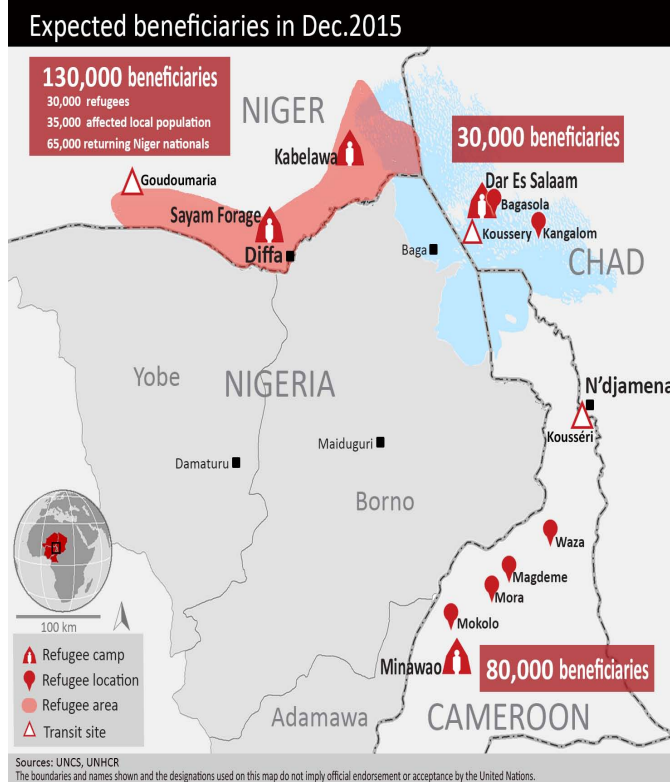 Expected beneficiaries in Dec.2015
130,000 beneficiaries
30,000 refugees
35,000 affected local population
65,000 returning Niger nationals
NIGER
30,000 beneficiaries
Kabelawa
Goudoumaria
Dar Es Salaam
Bagasola
Sayam Forage
Koussery
Kangalom
Diffa
Baga
CHAD
Yobe
NIGERIA
N'djamena
Kousséri
Maiduguri
Damaturu
Borno
Waza
Magdeme
Mora
Mokolo
100 km
Refugee camp
Refugee location
Refugee area
Transit site
Minawao
80,000 beneficiaries
Adamawa
CAMEROON
Sources: UNCS, UNHCR
The boundaries and names shown and the designations used on this map do not imply official endorsement or acceptance by the United Nations.